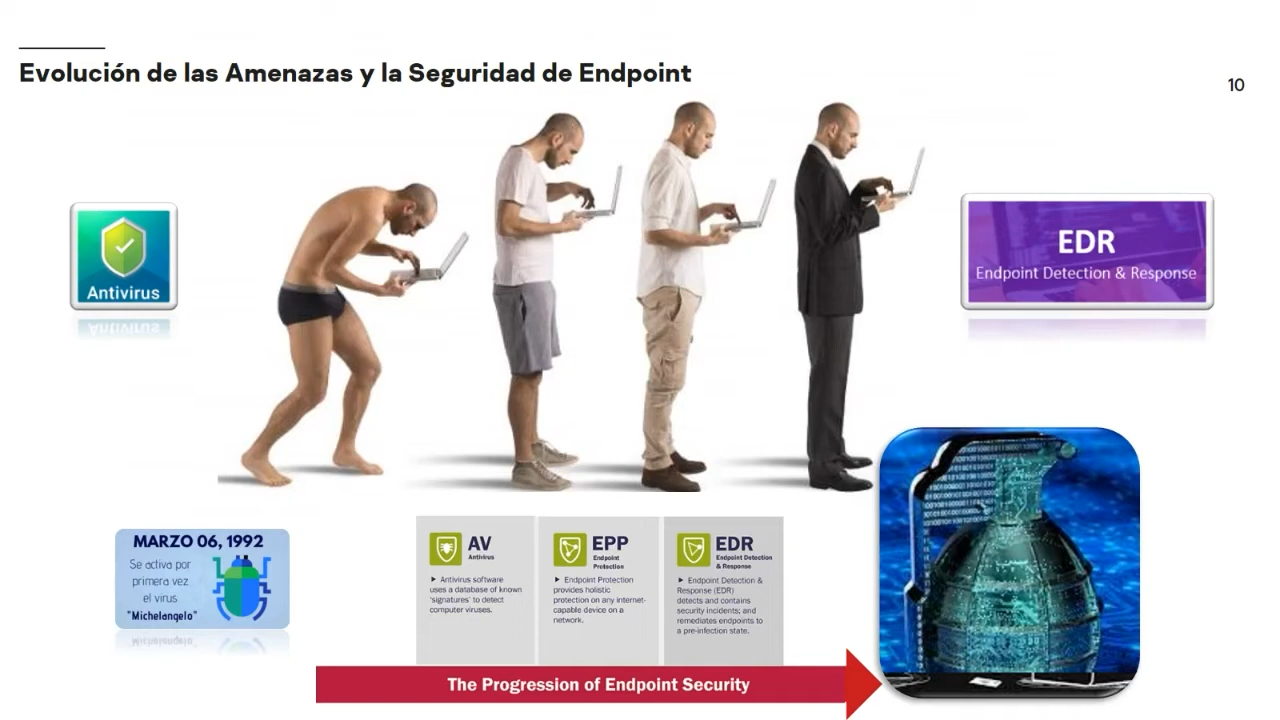 Evolución de las Amenazas y la Seguridad de Endpoint
10
Antivirus
EDR
Endpoint Detection & Response
MARZO 06, 1992
Se activa por
primera vez
el virus
"Michelangelo"
AV
Antivirus
► Antivirus software
uses a database of known
'signatures' to detect
computer viruses.
EPP
Endpoint
Protection
► Endpoint Protection
provides holistic
protection on any internet-
capable device on a
network.
EDR
Endpoint Detection
& Response
► Endpoint Detection &
Response (EDR)
detects and contains
security incidents; and
remediates endpoints to
a pre-infection state.
The Progression of Endpoint Security